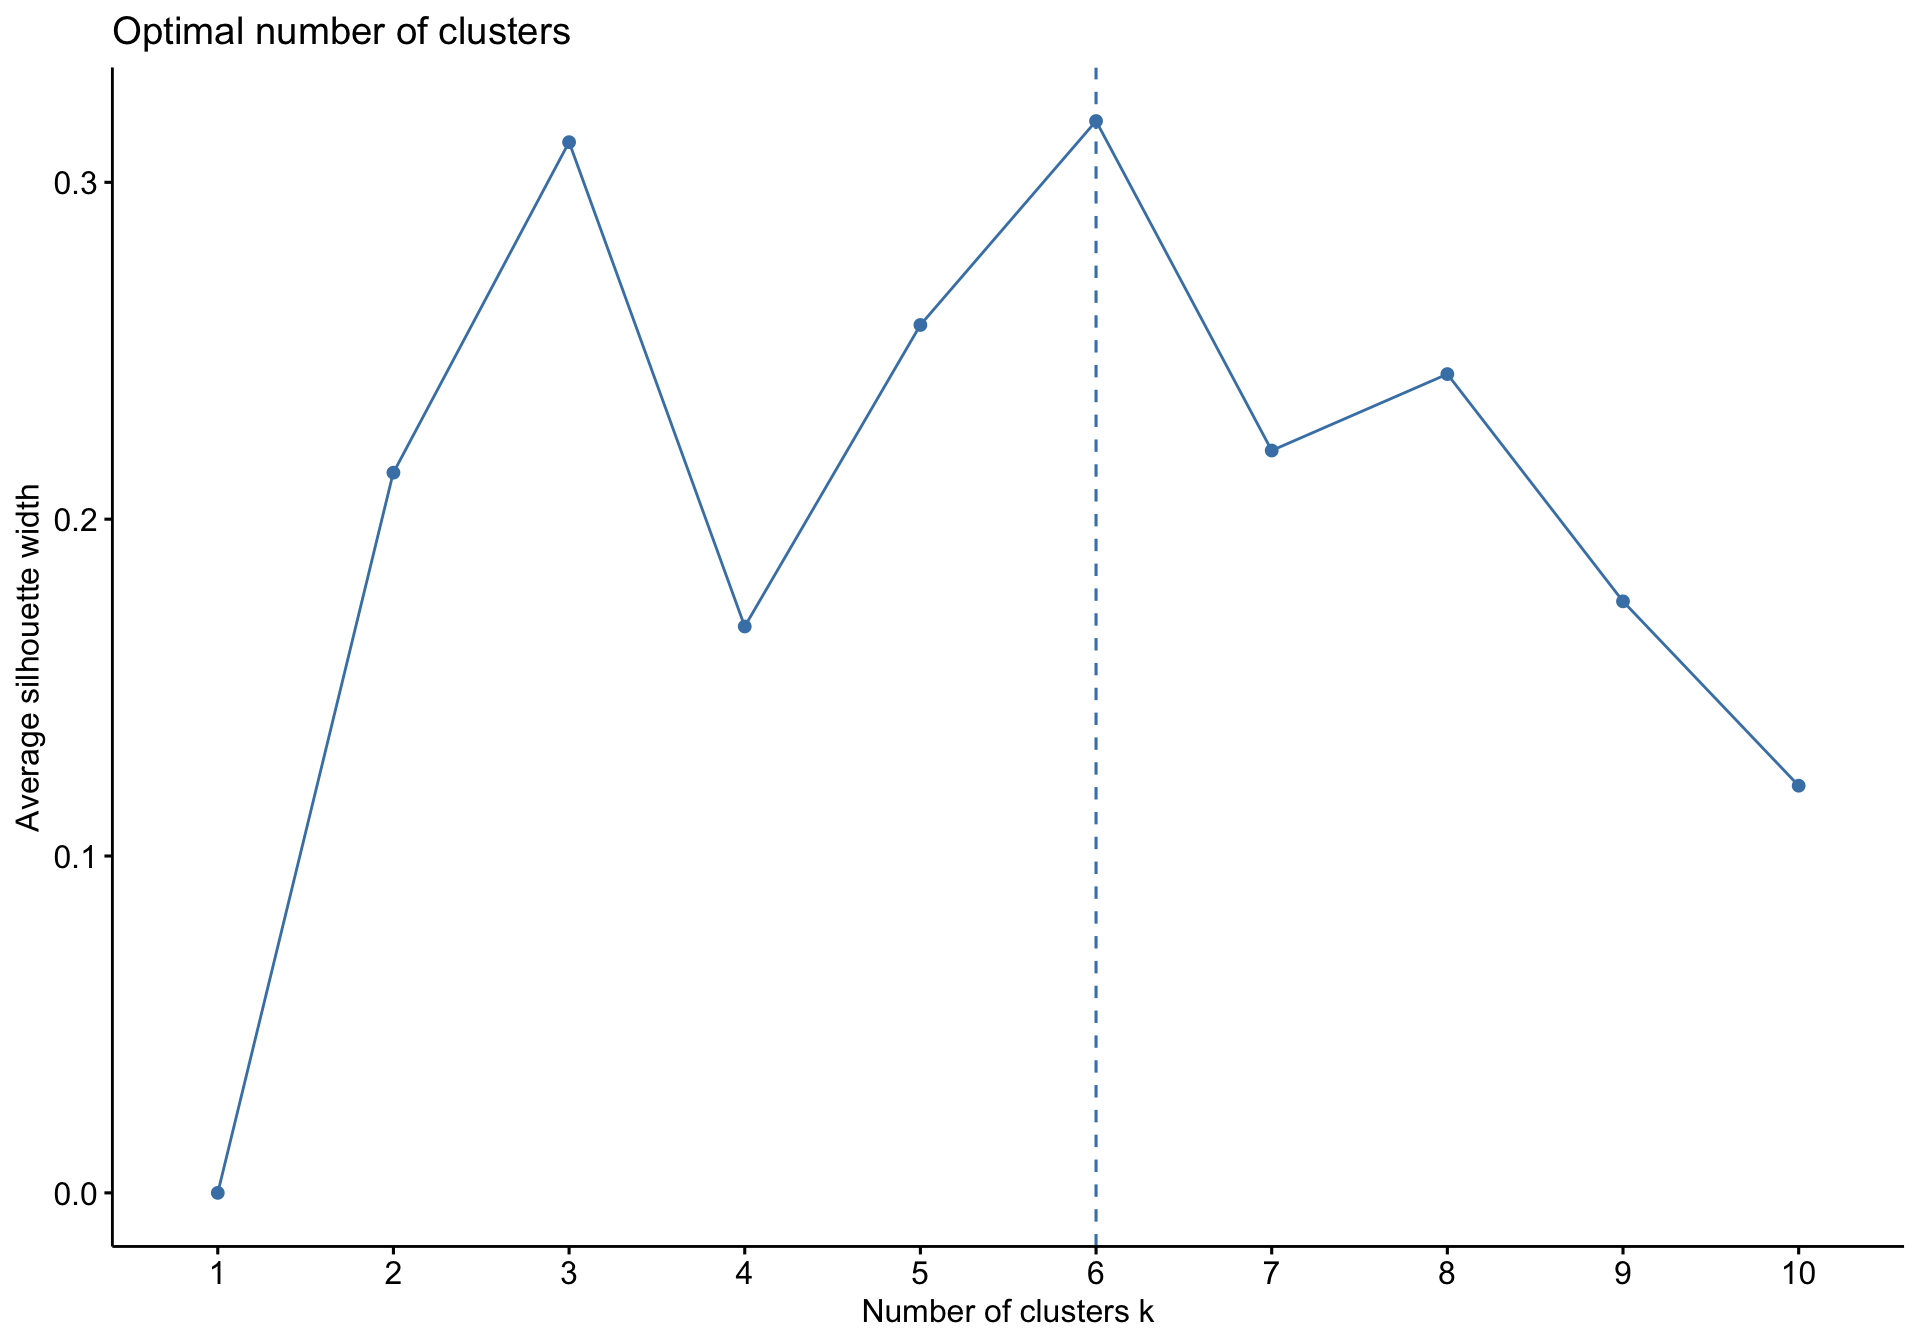 Optimal number of clusters
Average silhouette width
0.3
0.2
0.1
0.0
1 2 3 4 5 6 7 8 9 10
Number of clusters k